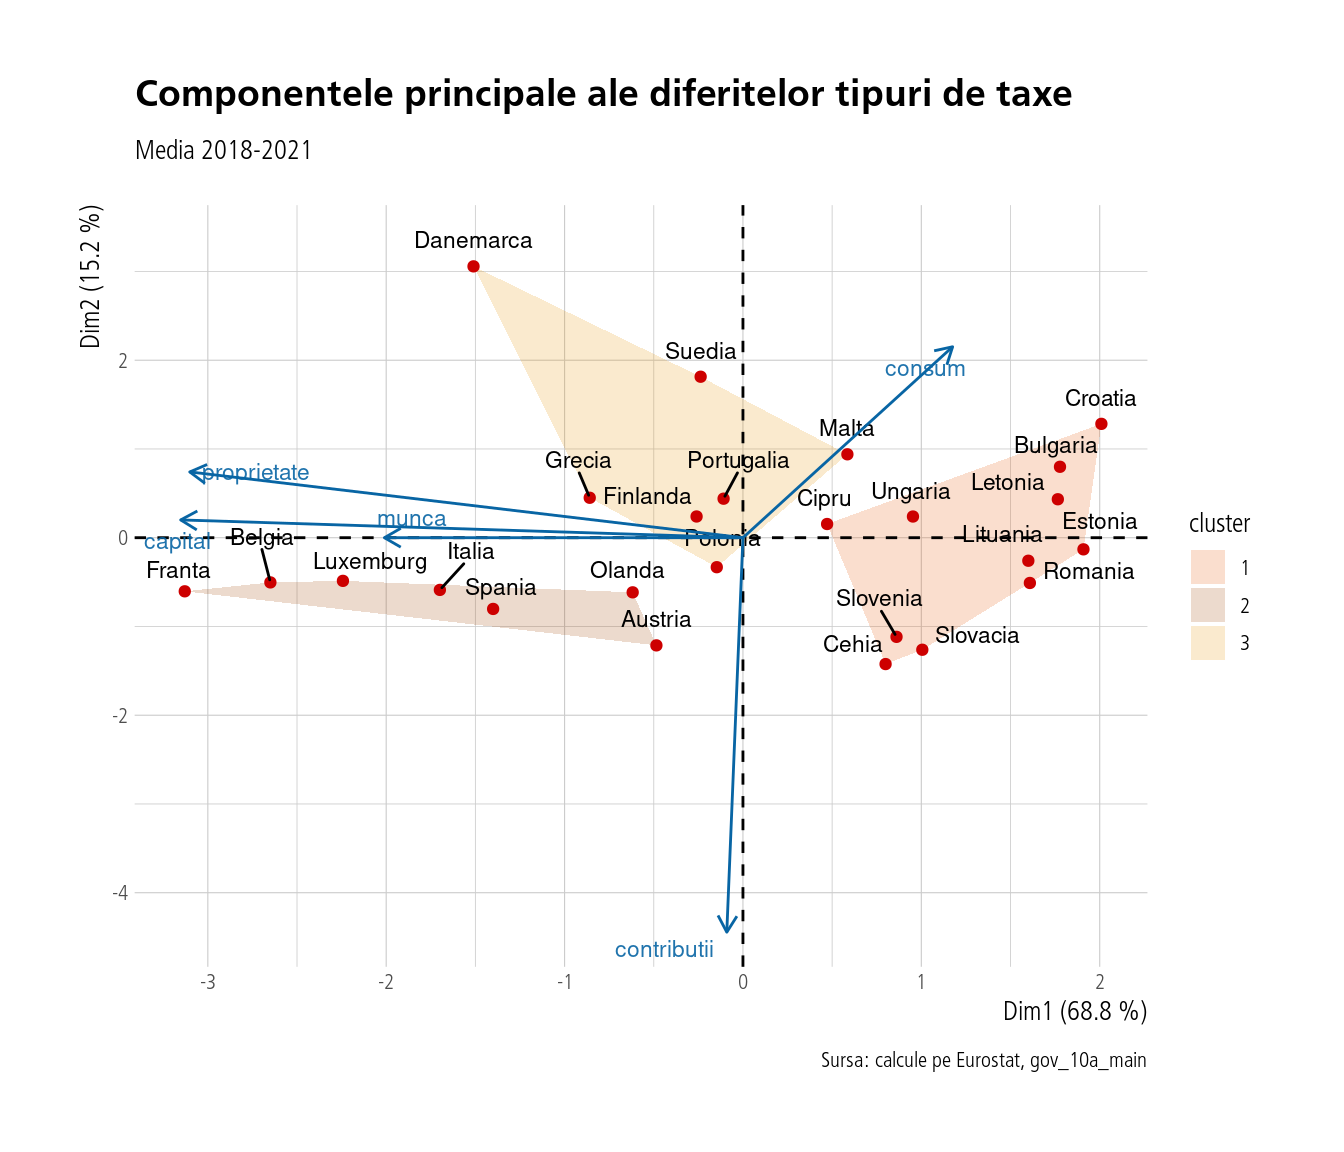 Componentele principale ale diferitelor tipuri de taxe
Media 2018-2021
Dim2 (15.2 %)
Danemarca
2
Suedia
consum
Croatia
Malta
Bulgaria
Grecia
Portugalia
proprietate
Letonia
Ungaria
Finlanda
Cipru
munca
Estonia
cluster
0
Belgia
capital
Polonia
Lituania
Italia
Luxemburg
Franta
Olanda
Romania
1
Spania
Slovenia
2
Austria
Slovacia
Cehia
3
-2
-4
contributii
-3
-2
-1
0
1
2
Dim1 (68.8 %)
Sursa: calcule pe Eurostat, gov_10a_main